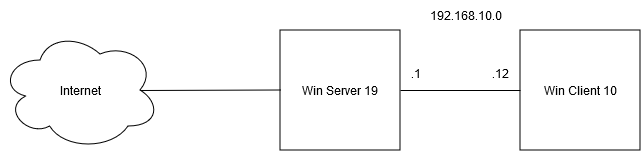 192.168.10.0
Internet
Win Server 19
.1
.12
Win Client 10